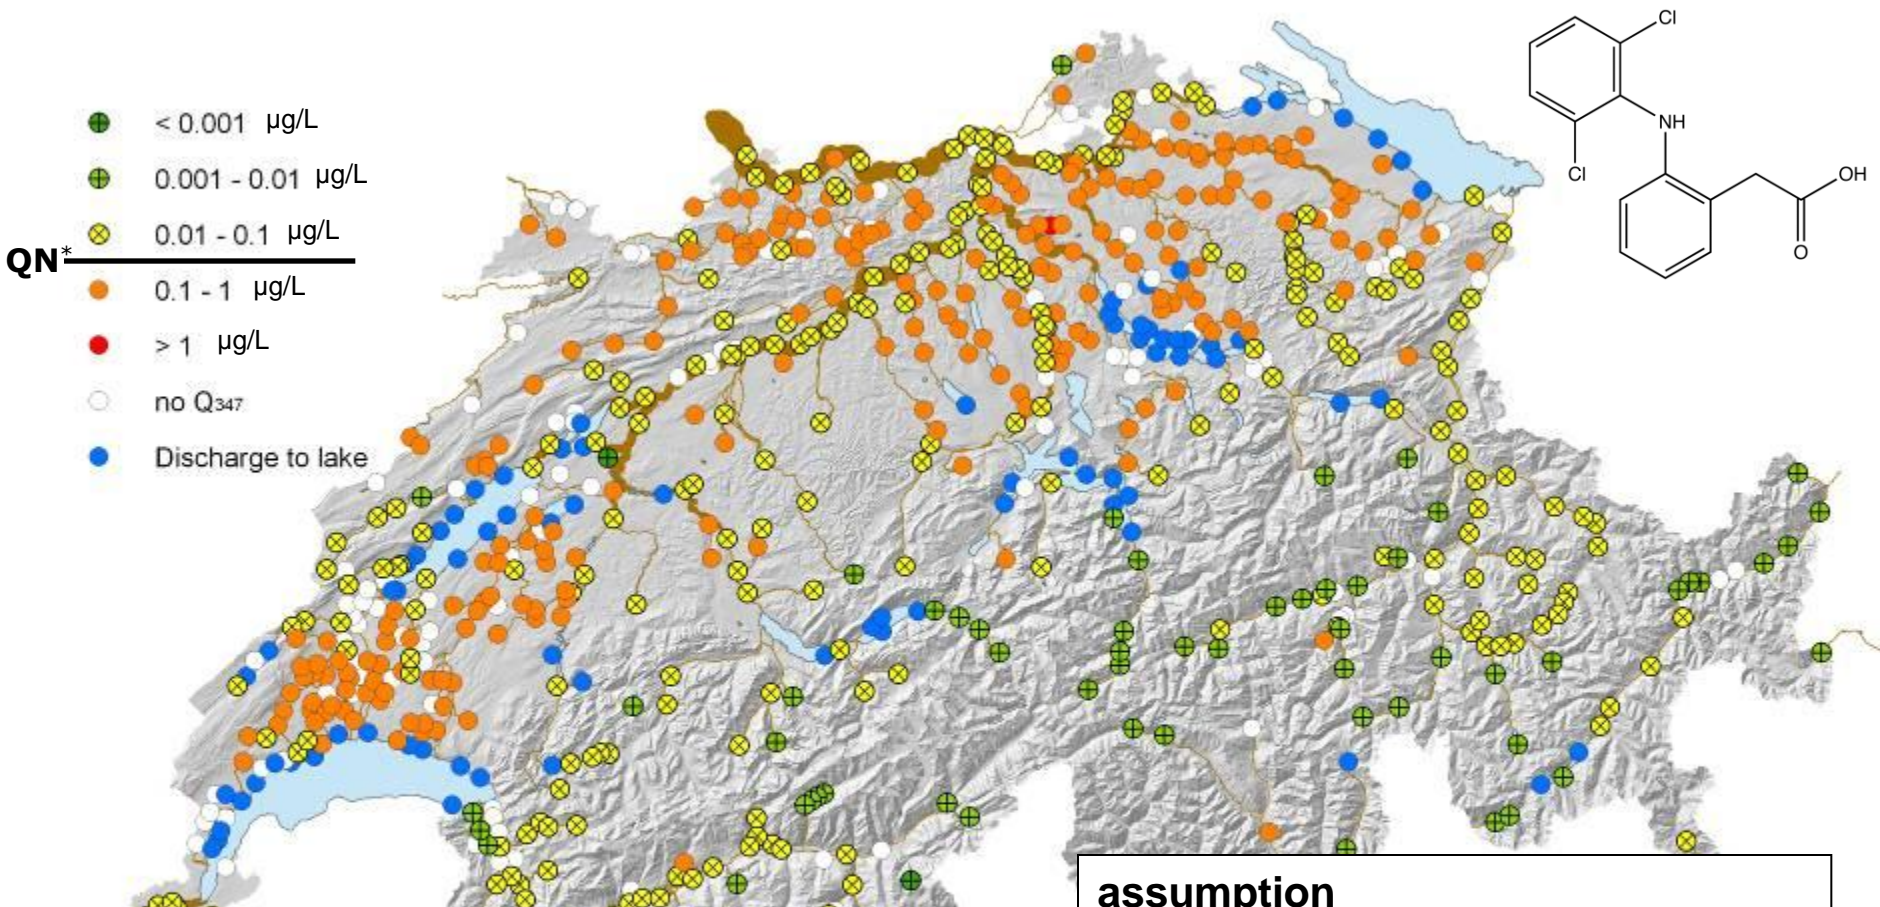 < 0.001 µg/L
0.001 - 0.01 µg/L
0.01 - 0.1 µg/L
QN*
0.1 - 1 µg/L
> 1 µg/L
no Q347
Discharge to lake
Cl
NH
Cl
OH
O
assumption